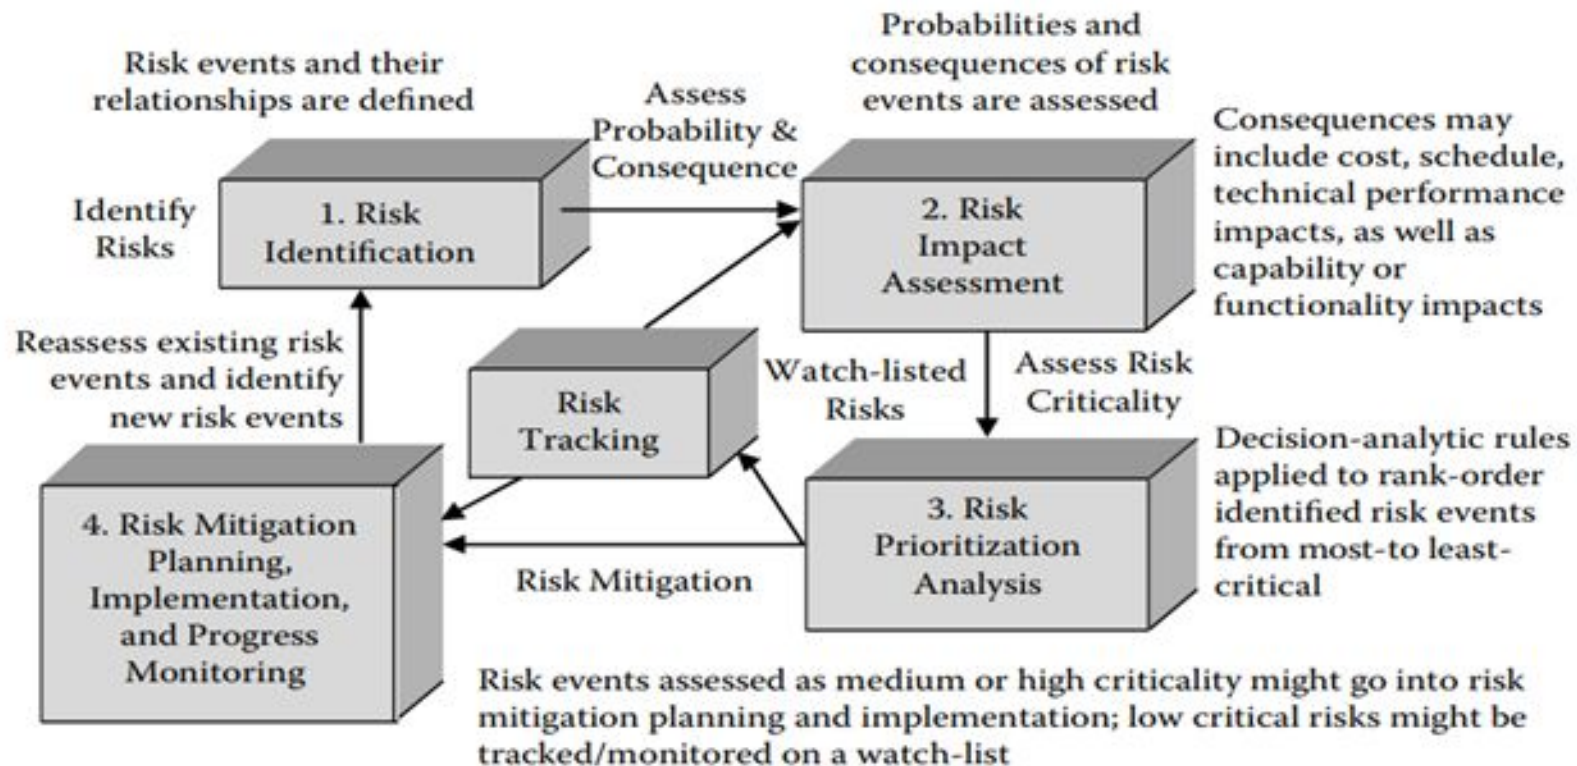 Risk events and their
relationships are defined
Assess
Probability &
Consequence
Probabilities and
consequences of risk
events are assessed
Identify
Risks
1. Risk
Identification
2. Risk
Impact
Assessment
Consequences may
include cost, schedule,
technical performance
impacts, as well as
capability or
functionality impacts
Reassess existing risk
events and identify
new risk events
Risk
Tracking
Watch-listed
Risks
Assess Risk
Criticality
4. Risk Mitigation
Planning,
Implementation,
and Progress
Monitoring
Risk Mitigation
3. Risk
Prioritization
Analysis
Decision-analytic rules
applied to rank-order
identified risk events
from most-to least-
critical
Risk events assessed as medium or high criticality might go into risk
mitigation planning and implementation; low critical risks might be
tracked/monitored on a watch-list